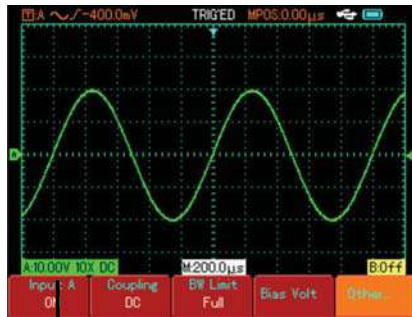 T:A -400.0mV TRIG'ED MPOS:0.00μs
A:10.00V 10X DC M:200.0μs B:Off
Input A Coupling BW Limit Bias Volt Other...
DC Full